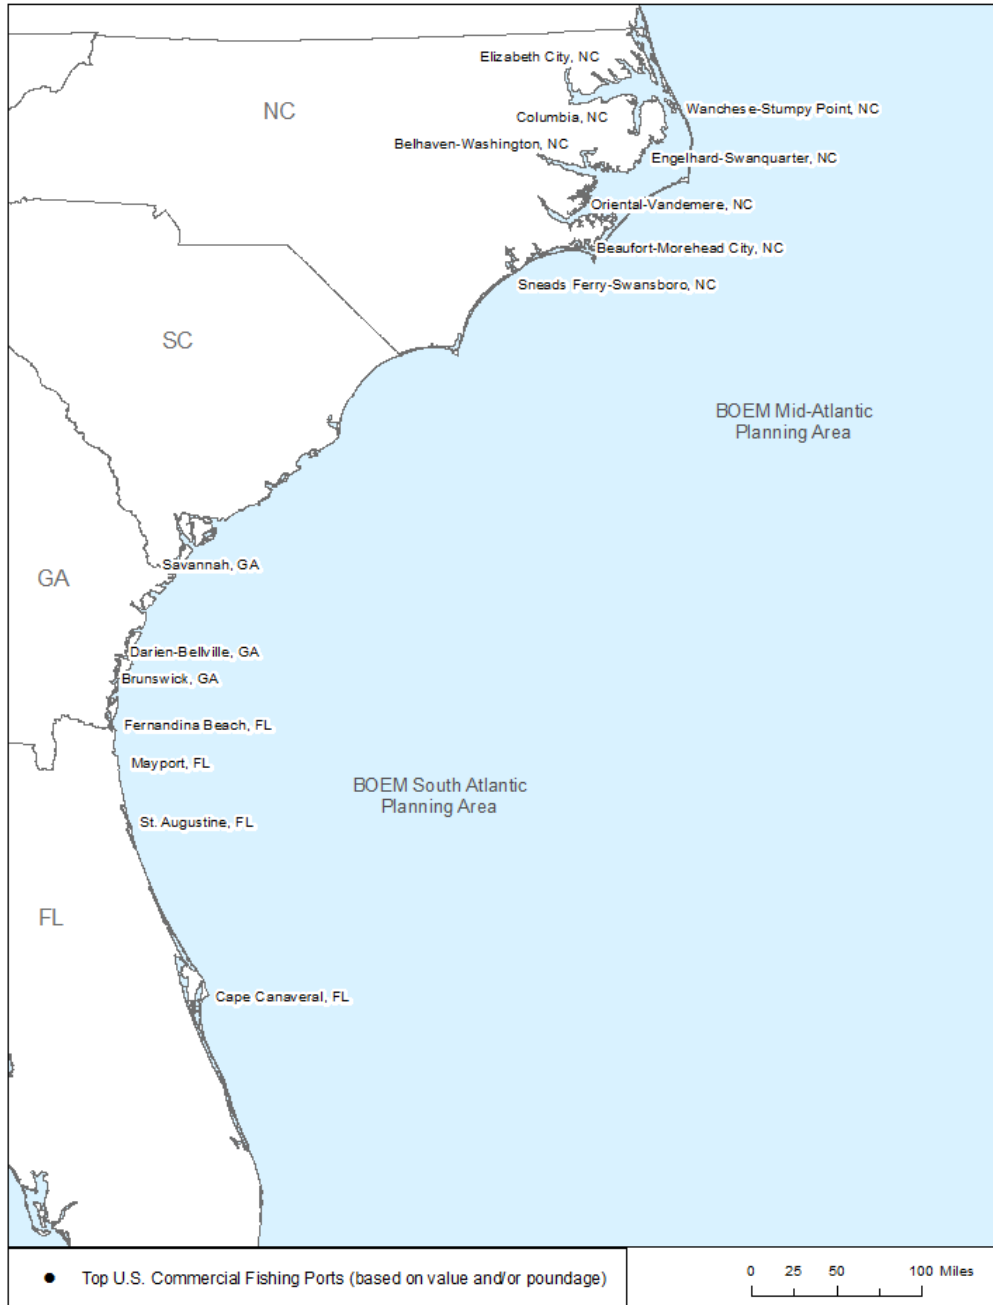 Elizabeth City, NC
NC
Wanchese-Stumpy Point, NC
Columbia, NC
Belhaven-Washington, NC
Engelhard-Swanquarter, NC
Oriental-Vandemere, NC
Beaufort-Morehead City, NC
Sneads Ferry-Swansboro, NC
SC
BOEM Mid-Atlantic
Planning Area
Savannah, GA
GA
Darien-Bellville, GA
Brunswick, GA
Fernandina Beach, FL
Mayport, FL
BOEM South Atlantic
Planning Area
St. Augustine, FL
FL
Cape Canaveral, FL
Top U.S. Commercial Fishing Ports (based on value and/or poundage)
0 25 50 100 Miles